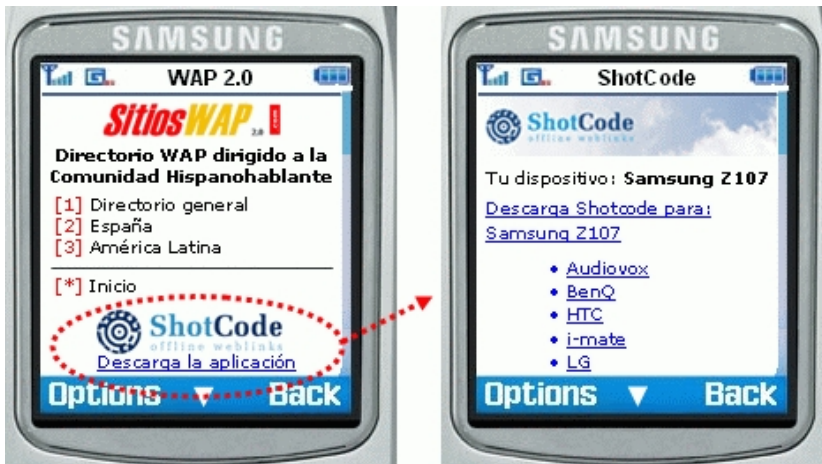 SAMSUNG
WAP 2.0
SitiosWAP 2.0 .com
Directorio WAP dirigido a la
Comunidad Hispanohablante
[1] Directorio general
[2] España
[3] América Latina
[*] Inicio
ShotCode
offline weblinks
Descarga la aplicación
Options
Back
SAMSUNG
ShotCode
ShotCode
offline weblinks
Tu dispositivo: Samsung Z107
Descarga Shotcode para:
Samsung Z107
• Audiovox
• BenQ
• HTC
• i-mate
• LG
Options
Back